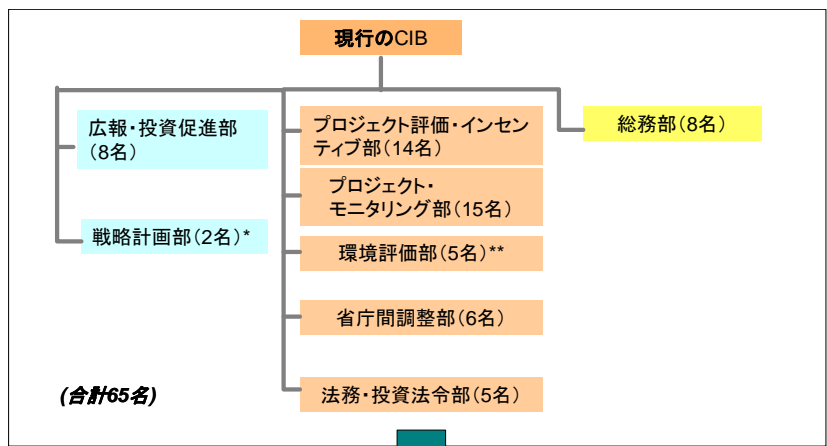 現行のCIB
広報・投資促進部
(8名)
戦略計画部(2名)*
プロジェクト評価・インセン
ティブ部(14名)
プロジェクト・
モニタリング部(15名)
環境評価部(5名)**
省庁間調整部(6名)
法務・投資法令部(5名)
総務部(8名)
(合計65名)